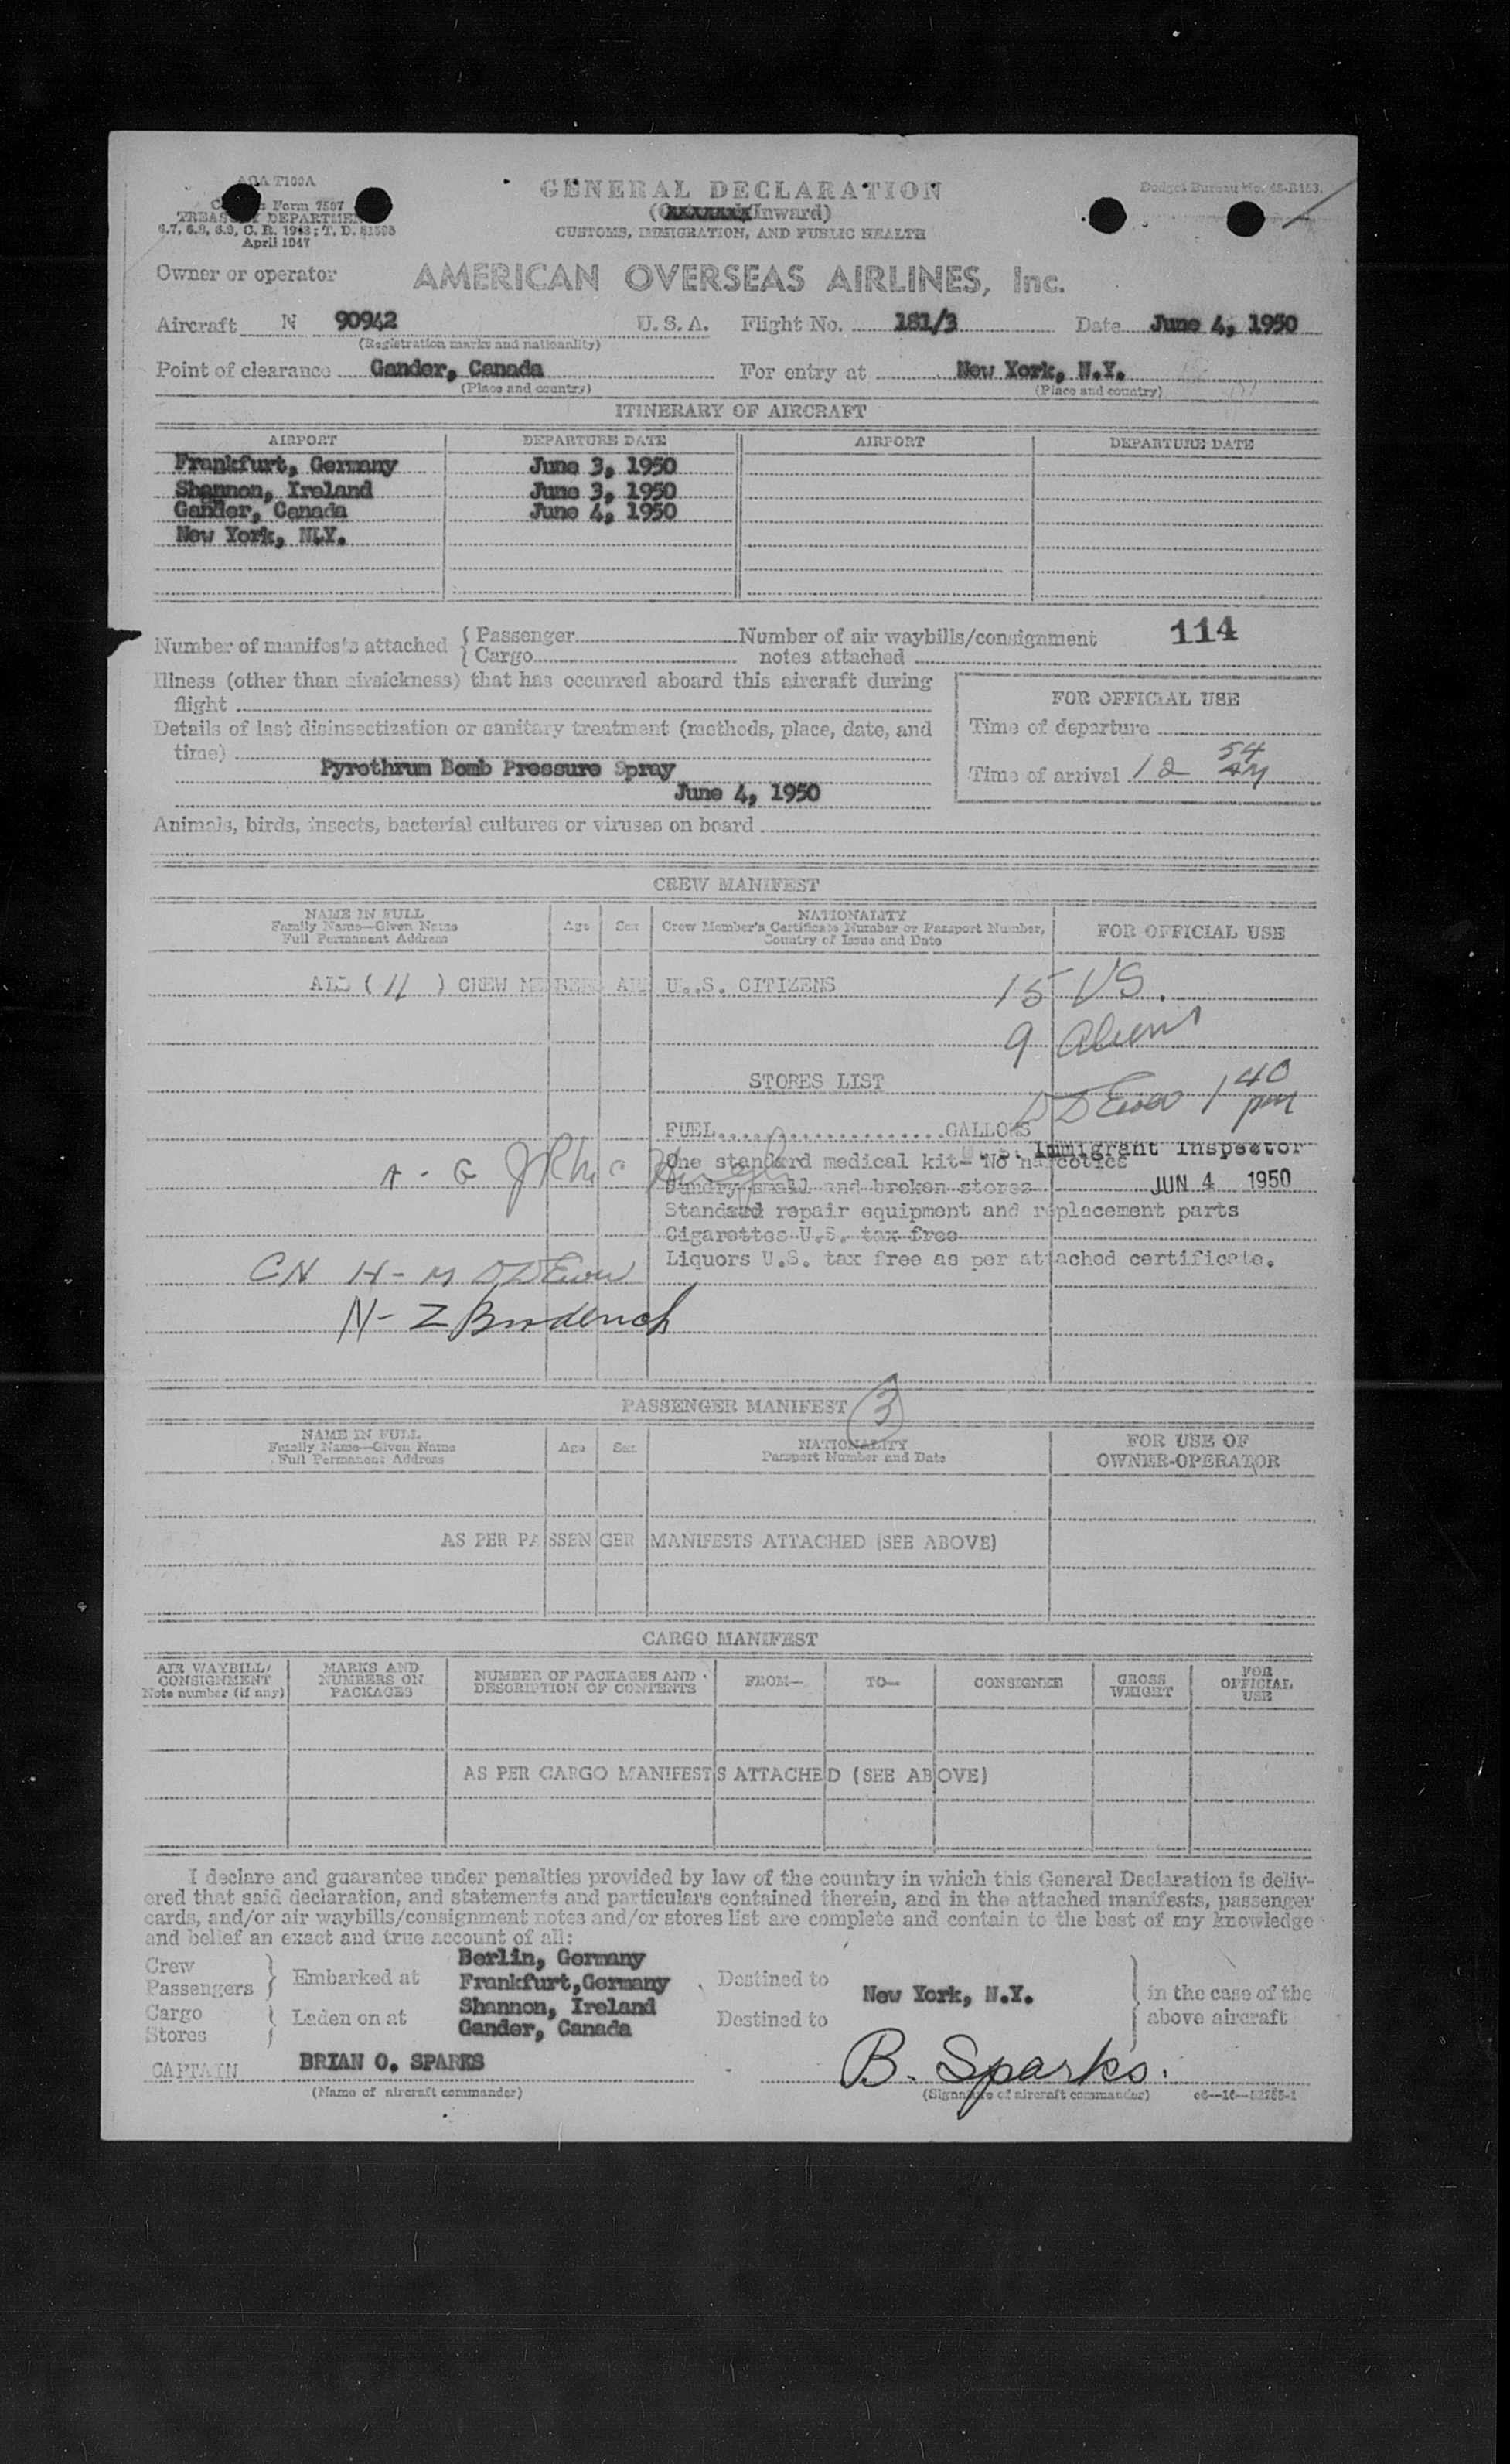 AOA T100A
Form 7507
TREASURY DEPARTMENT
April 1947
GENERAL DECLARATION
Inward)
CUSTOMS, IMMIGRATION, AND PUBLIC HEALTH
Owner or operator AMERICAN OVERSEAS AIRLINES, Inc.
Aircraft N 90942 U. S. A. Flight No. 181/3 Date June 4, 1950
(Registration marks and nationality)
Point of clearance Gander, Canada For entry at New York, N.Y.
(Place and country) (Place and country)
ITINERARY OF AIRCRAFT
AIRPORT DEPARTURE DATE AIRPORT DEPARTURE DATE
Frankfurt, Germany June 3, 1950
Shannon, Ireland June 3, 1950
Gander, Canada June 4, 1950
New York, NLY.
114
Number of manifests attached { Passenger Number of air waybills/consignment
{ Cargo notes attached
Illness (other than airsickness) that has occurred aboard this aircraft during
flight
FOR OFFICIAL USE
Details of last disinsectization or sanitary treatment (methods, place, date, and
time)
Time of departure
Pyrethrum Bomb Pressure Spray
Time of arrival 12 54 AM
June 4, 1950
Animals, birds, insects, bacterial cultures or viruses on board
CREW MANIFEST
NAME IN FULL
Family Name—Given Name
Full Permanent Address
Age Sex
NATIONALITY
Crew Member's Certificate Number or Passport Number,
Country of Issue and Date
FOR OFFICIAL USE
ALL ( 11 ) CREW MEMBERS ARE U.S. CITIZENS 15 US.
9 Aliens
STORES LIST
1 40 pm
FUEL....................GALLONS
Immigrant Inspector
One standard medical kit- No narcotics
Sundry small and broken stores
JUN 4 1950
Standard repair equipment and replacement parts
Cigarettes U.S. tax free
Liquors U.S. tax free as per attached certificate.
A - G
CN H - M
N - Z
PASSENGER MANIFEST 3
NAME IN FULL
Family Name—Given Name
Full Permanent Address
Age Sex
NATIONALITY
Passport Number and Date
FOR USE OF
OWNER-OPERATOR
AS PER PASSENGER MANIFESTS ATTACHED (SEE ABOVE)
CARGO MANIFEST
AIR WAYBILL/
CONSIGNMENT
Note number (if any)
MARKS AND
NUMBERS ON
PACKAGES
NUMBER OF PACKAGES AND
DESCRIPTION OF CONTENTS
FROM— TO— CONSIGNEE
GROSS
WEIGHT
FOR
OFFICIAL
USE
AS PER CARGO MANIFESTS ATTACHED (SEE ABOVE)
I declare and guarantee under penalties provided by law of the country in which this General Declaration is deliv-
ered that said declaration, and statements and particulars contained therein, and in the attached manifests, passenger
cards, and/or air waybills/consignment notes and/or stores list are complete and contain to the best of my knowledge
and belief an exact and true account of all:
Crew
Passengers } Embarked at
Cargo
Stores } Laden on at
Berlin, Germany
Frankfurt,Germany
Shannon, Ireland
Gander, Canada
Destined to
Destined to
New York, N.Y.
} in the case of the
above aircraft
CAPTAIN BRIAN O. SPARKS B. Sparks.
(Name of aircraft commander) (Signature of aircraft commander)